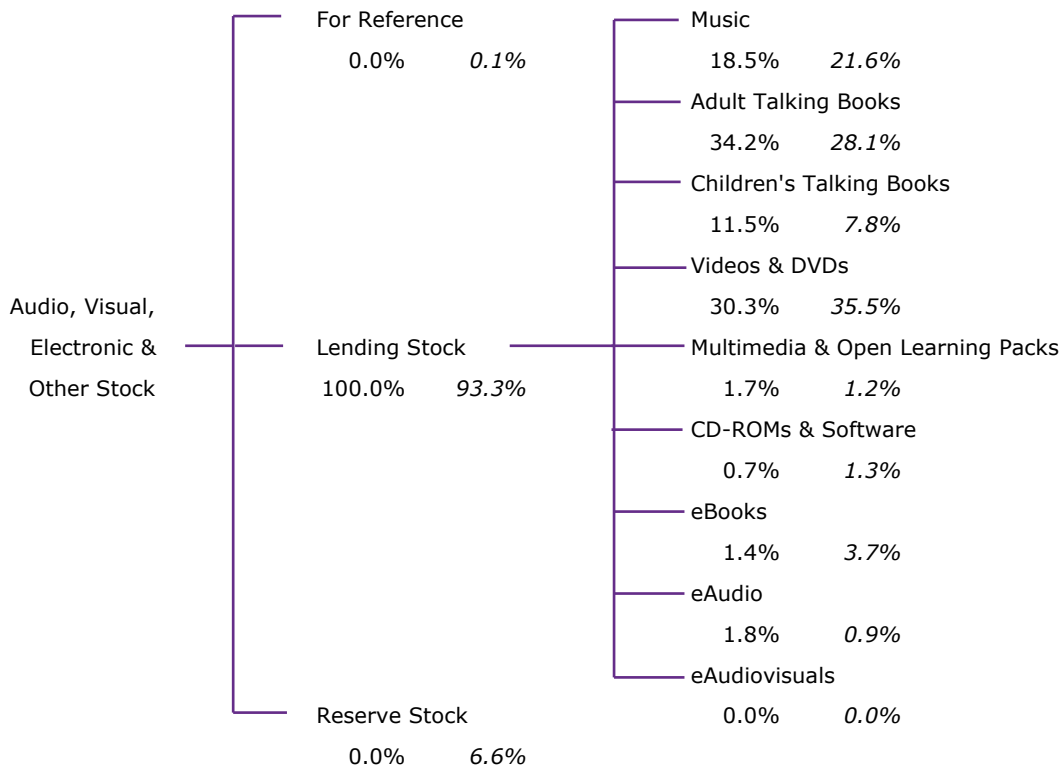 Audio, Visual,
Electronic &
Other Stock
For Reference
0.0% 0.1%
Lending Stock
100.0% 93.3%
Reserve Stock
0.0% 6.6%
Music
18.5% 21.6%
Adult Talking Books
34.2% 28.1%
Children's Talking Books
11.5% 7.8%
Videos & DVDs
30.3% 35.5%
Multimedia & Open Learning Packs
1.7% 1.2%
CD-ROMs & Software
0.7% 1.3%
eBooks
1.4% 3.7%
eAudio
1.8% 0.9%
eAudiovisuals
0.0% 0.0%